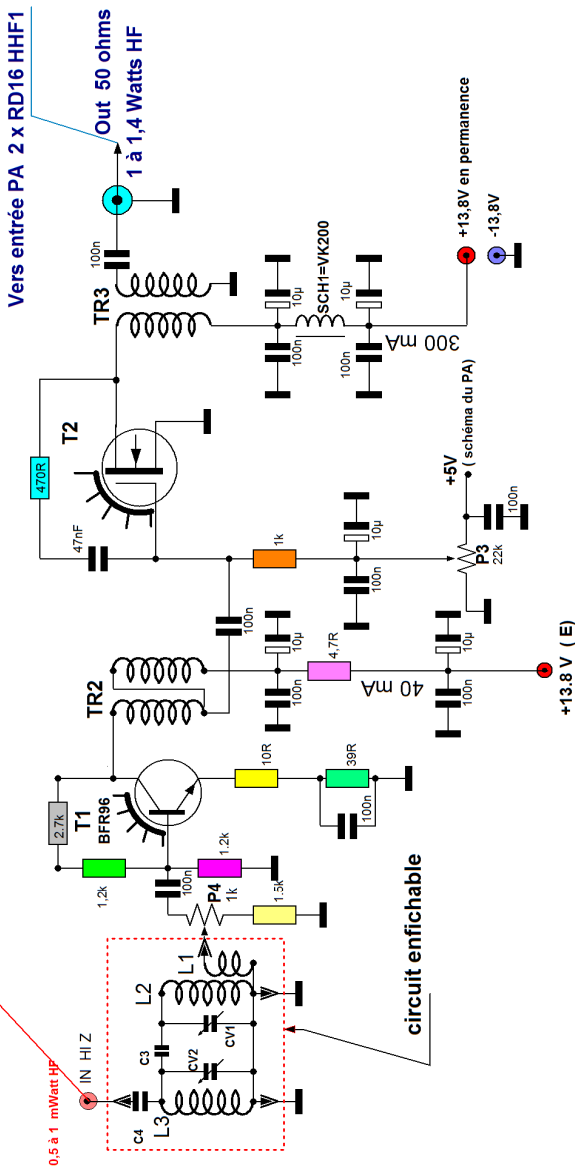 Vers entrée PA 2 x RD16 HHF1
Out 50 ohms
1 à 1,4 Watts HF
100n
TR3
10µ
100n
SCH1=VK200
10µ
100n
300 mA
+13,8V en permanence
-13,8V
470R
T2
47nF
1k
10µ
100n
+5V
( schéma du PA)
P3
22k
100n
100n
TR2
10µ
100n
4,7R
40 mA
10µ
100n
+13.8 V ( E)
2.7k
T1
BFR96
10R
39R
100n
1,2k
1.2k
100n
P4
1k
1.5k
L1
L2
CV1
C3
CV2
L3
C4
IN HI Z
0,5 à 1 mWatt HF
circuit enfichable